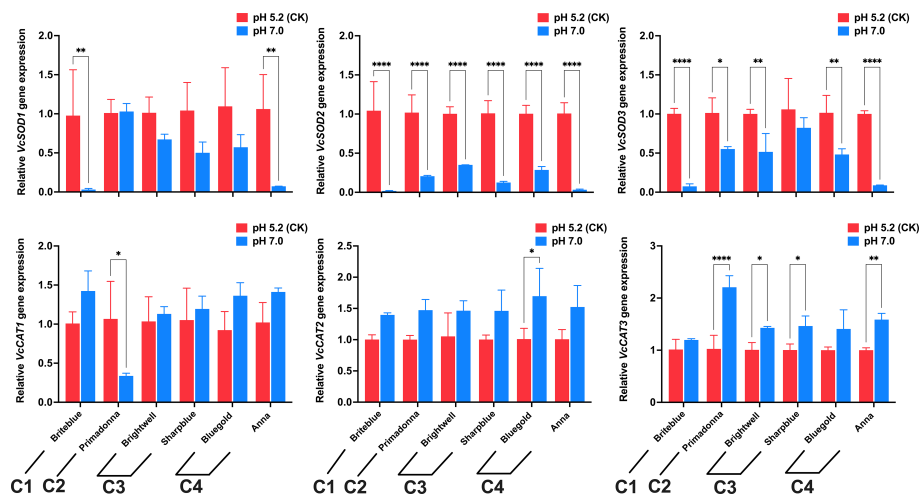 pH 5.2 (CK)
pH 7.0
Relative VcSOD1 gene expression
2.0
1.5
1.0
0.5
0.0
**
**
pH 5.2 (CK)
pH 7.0
Relative VcSOD2 gene expression
2.0
1.5
1.0
0.5
0.0
**** **** **** **** **** ****
pH 5.2 (CK)
pH 7.0
Relative VcSOD3 gene expression
2.0
1.5
1.0
0.5
0.0
**** * ** ** ****
pH 5.2 (CK)
pH 7.0
Relative VcCAT1 gene expression
2.0
1.5
1.0
0.5
0.0
*
Briteblue
Primadonna
Brightwell
Sharpblue
Bluegold
Anna
C1 C2 C3 C4
pH 5.2 (CK)
pH 7.0
Relative VcCAT2 gene expression
2.5
2.0
1.5
1.0
0.5
0.0
*
Briteblue
Primadonna
Brightwell
Sharpblue
Bluegold
Anna
C1 C2 C3 C4
pH 5.2 (CK)
pH 7.0
Relative VcCAT3 gene expression
3
2
1
0
**** * * **
Briteblue
Primadonna
Brightwell
Sharpblue
Bluegold
Anna
C1 C2 C3 C4